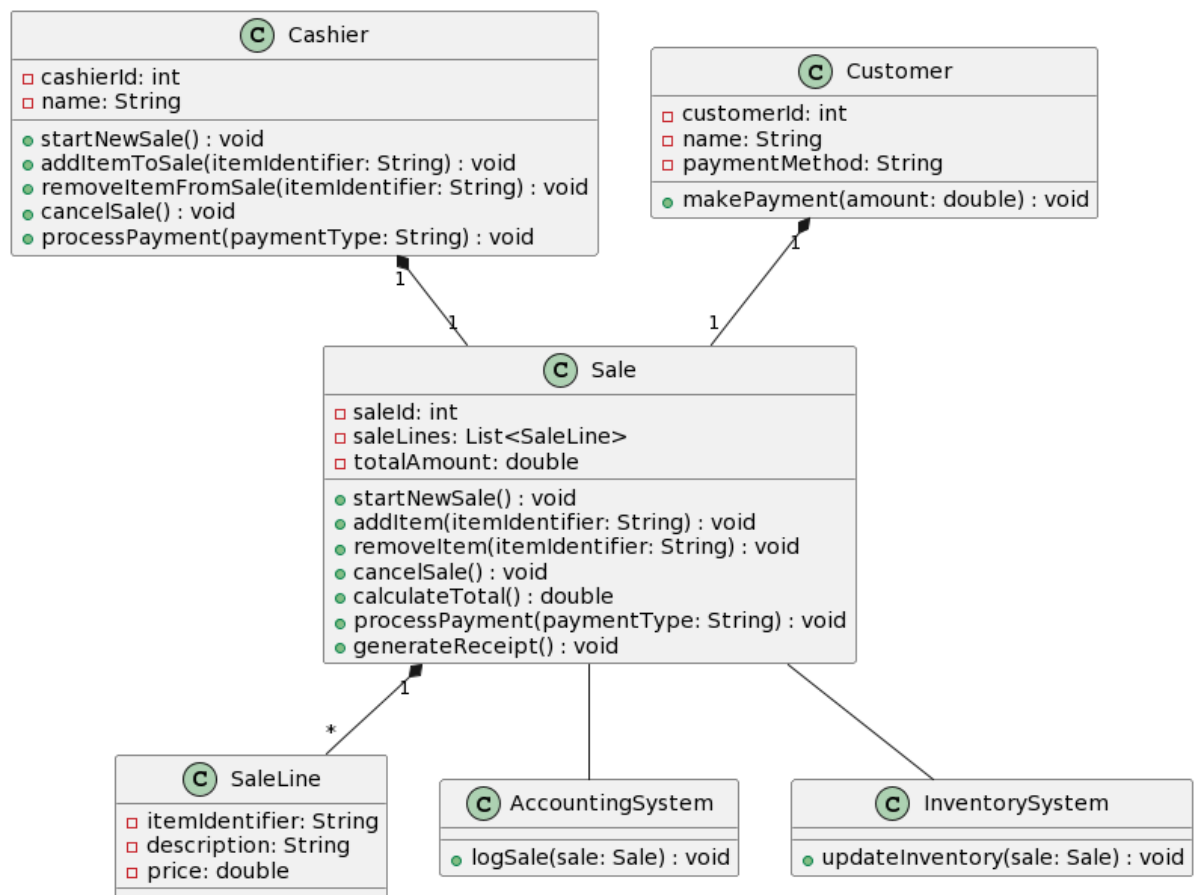 C Cashier
cashierId: int
name: String
startNewSale() : void
addItemToSale(itemIdentifier: String) : void
removeItemFromSale(itemIdentifier: String) : void
cancelSale() : void
processPayment(paymentType: String) : void
C Customer
customerId: int
name: String
paymentMethod: String
makePayment(amount: double) : void
1
1
1
1
C Sale
saleId: int
saleLines: List<SaleLine>
totalAmount: double
startNewSale() : void
addItem(itemIdentifier: String) : void
removeItem(itemIdentifier: String) : void
cancelSale() : void
calculateTotal() : double
processPayment(paymentType: String) : void
generateReceipt() : void
1
*
C SaleLine
itemIdentifier: String
description: String
price: double
C AccountingSystem
logSale(sale: Sale) : void
C InventorySystem
updateInventory(sale: Sale) : void